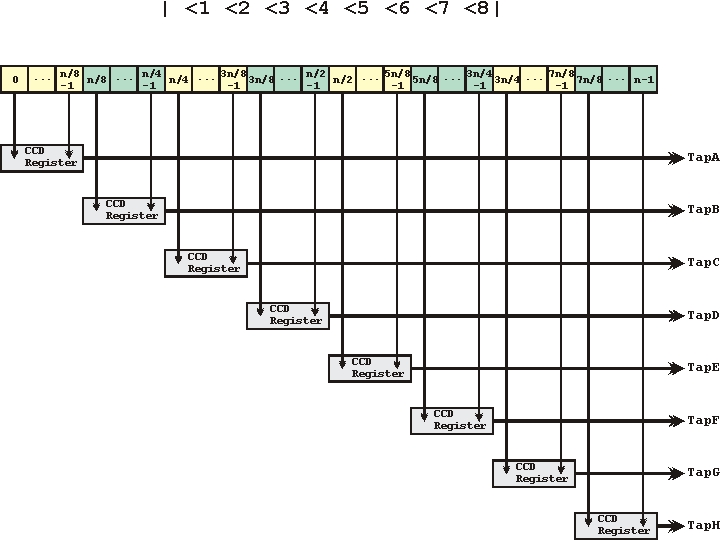 | <1 <2 <3 <4 <5 <6 <7 <8|
0 ... n/8-1 n/8 ... n/4-1 n/4 ... 3n/8-1 3n/8 ... n/2-1 n/2 ... 5n/8-1 5n/8 ... 3n/4-1 3n/4 ... 7n/8-1 7n/8 ... n-1
CCD
Register
TapA
CCD
Register
TapB
CCD
Register
TapC
CCD
Register
TapD
CCD
Register
TapE
CCD
Register
TapF
CCD
Register
TapG
CCD
Register
TapH